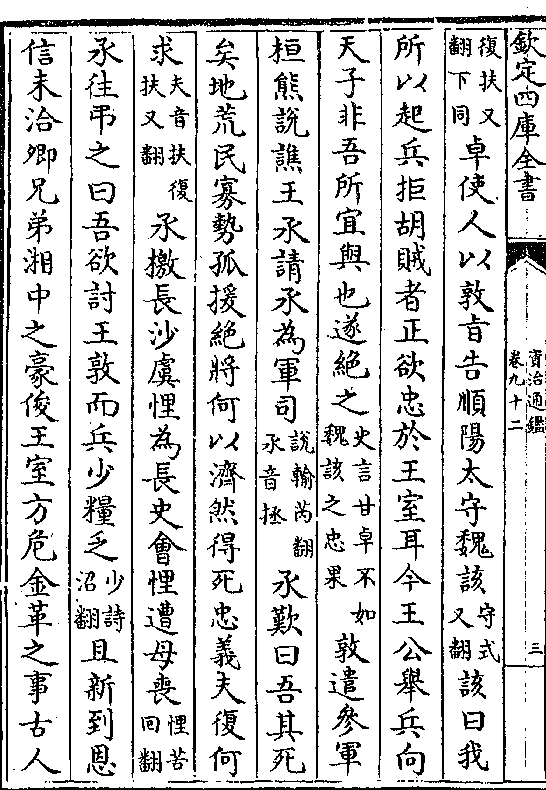 欽定四庫全書
資治通鑑
卷九十二
三
復扶又翻下同卓使人以敦旨告順陽太守魏該守式又翻該曰我
所以起兵拒胡賊者正欲忠於王室耳今王公舉兵向
天子非吾所宜與也遂絶之史言甘卓不如魏該之忠果敦遣參軍
桓熊說譙王承請承為軍司說輸芮翻承音拯承歎曰吾其死
矣地荒民寡勢孤援絶將何以濟然得死忠義夫復何
求夫音扶復扶又翻承檄長沙虞悝為長史會悝遭母喪悝苦回翻
承往弔之曰吾欲討王敦而兵少糧乏少詩沼翻且新到恩
信未洽卿兄弟湘中之豪俊王室方危金革之事古人